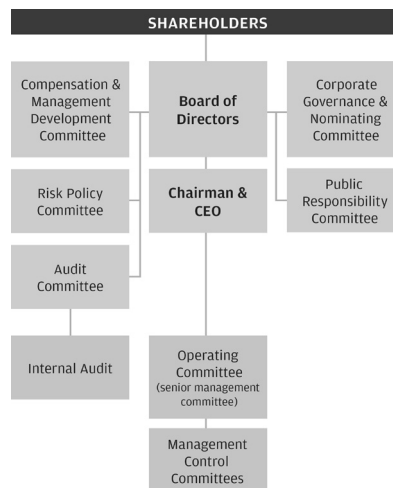 SHAREHOLDERS
Compensation &
Management
Development
Committee
Board of
Directors
Corporate
Governance &
Nominating
Committee
Risk Policy
Committee
Chairman &
CEO
Public
Responsibility
Committee
Audit
Committee
Internal Audit
Operating
Committee
(senior management
committee)
Management
Control
Committees